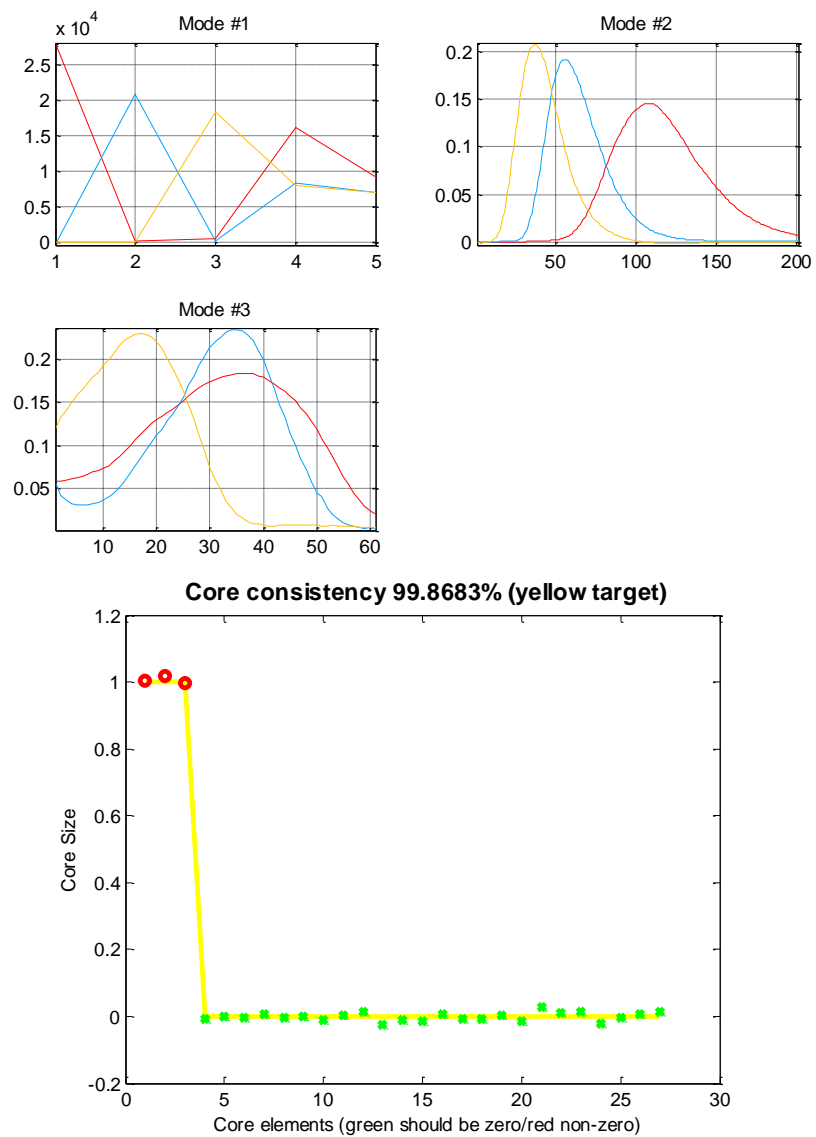 Mode #1
x 10^4
2.5
2
1.5
1
0.5
0
1 2 3 4 5
Mode #2
0.2
0.15
0.1
0.05
0
50 100 150 200
Mode #3
0.2
0.15
0.1
0.05
10 20 30 40 50 60
Core consistency 99.8683% (yellow target)
1.2
1
0.8
0.6
0.4
0.2
0
-0.2
Core Size
0 5 10 15 20 25 30
Core elements (green should be zero/red non-zero)